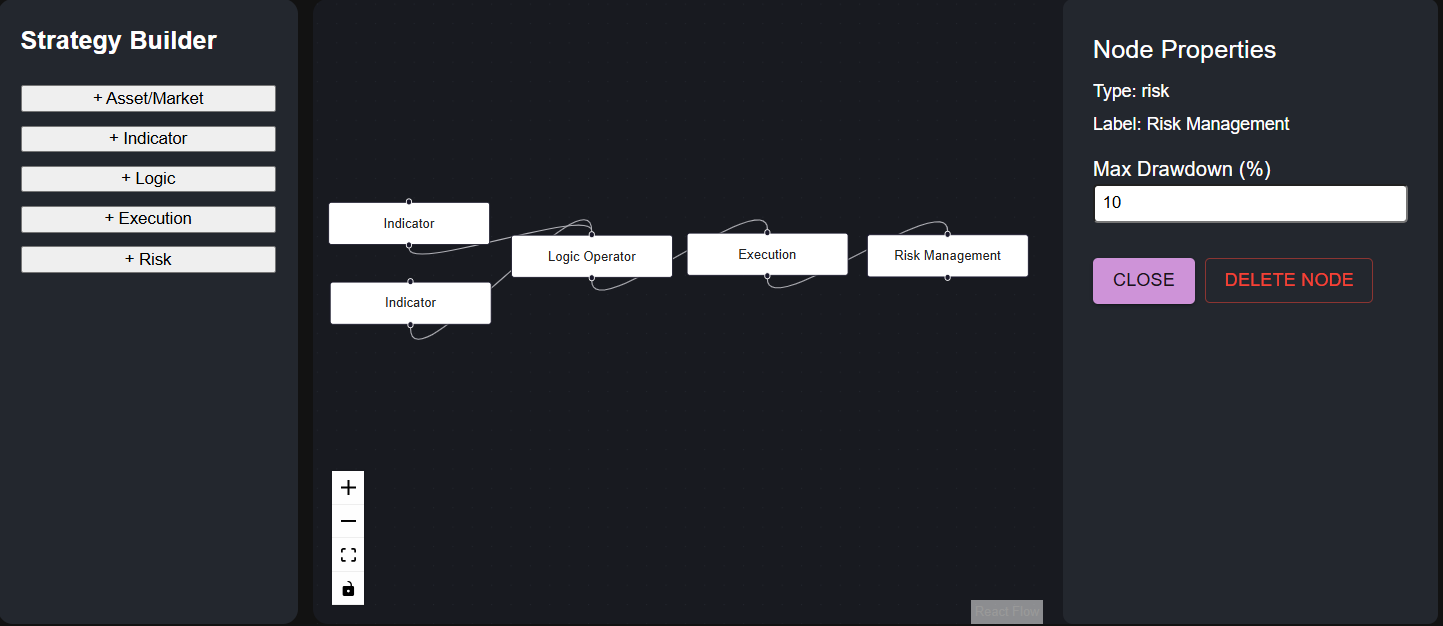 Strategy Builder
+ Asset/Market
+ Indicator
+ Logic
+ Execution
+ Risk
Indicator
Indicator
Logic Operator
Execution
Risk Management
React Flow
Node Properties
Type: risk
Label: Risk Management
Max Drawdown (%)
10
CLOSE
DELETE NODE